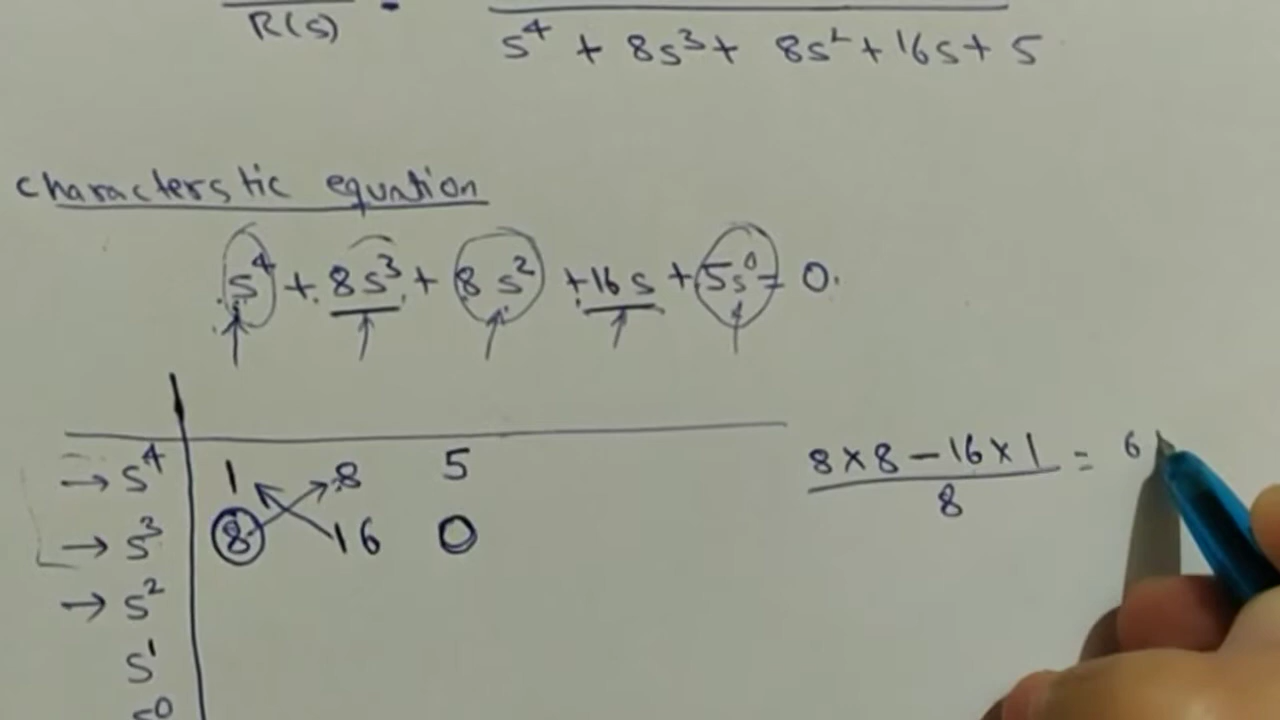 R(s)
s⁴ + 8s³ + 8s² + 16s + 5
characterstic equation
s⁴ + 8s³ + 8s² + 16s + 5s⁰ = 0.
→ s⁴ 1 8 5
8×8 − 16×1 = 6
8
→ s³ 8 16 0
→ s²
s¹
s⁰